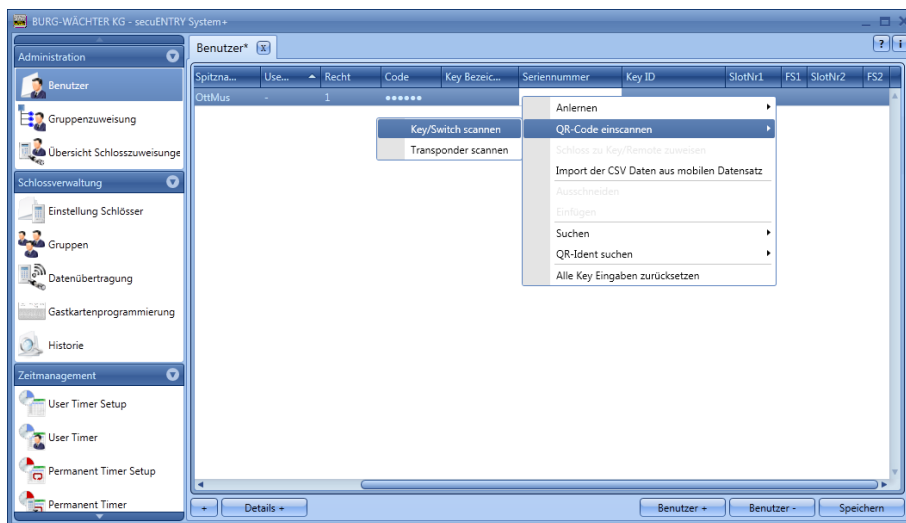 BURG-WÄCHTER KG - secuENTRY System+
Administration
Benutzer
Gruppenzuweisung
Übersicht Schlosszuweisunge
Schlossverwaltung
Einstellung Schlösser
Gruppen
Datenübertragung
Gastkartenprogrammierung
Historie
Zeitmanagement
User Timer Setup
User Timer
Permanent Timer Setup
Permanent Timer
Benutzer* x
? i
Spitzna... Use... Recht Code Key Bezeic... Seriennummer Key ID SlotNr1 FS1 SlotNr2 FS2
OttMus - 1 ●●●●●●
Anlernen
QR-Code einscannen
Schloss zu Key/Remote zuweisen
Import der CSV Daten aus mobilen Datensatz
Ausschneiden
Einfügen
Suchen
QR-Ident suchen
Alle Key Eingaben zurücksetzen
Key/Switch scannen
Transponder scannen
+ Details + Benutzer + Benutzer - Speichern